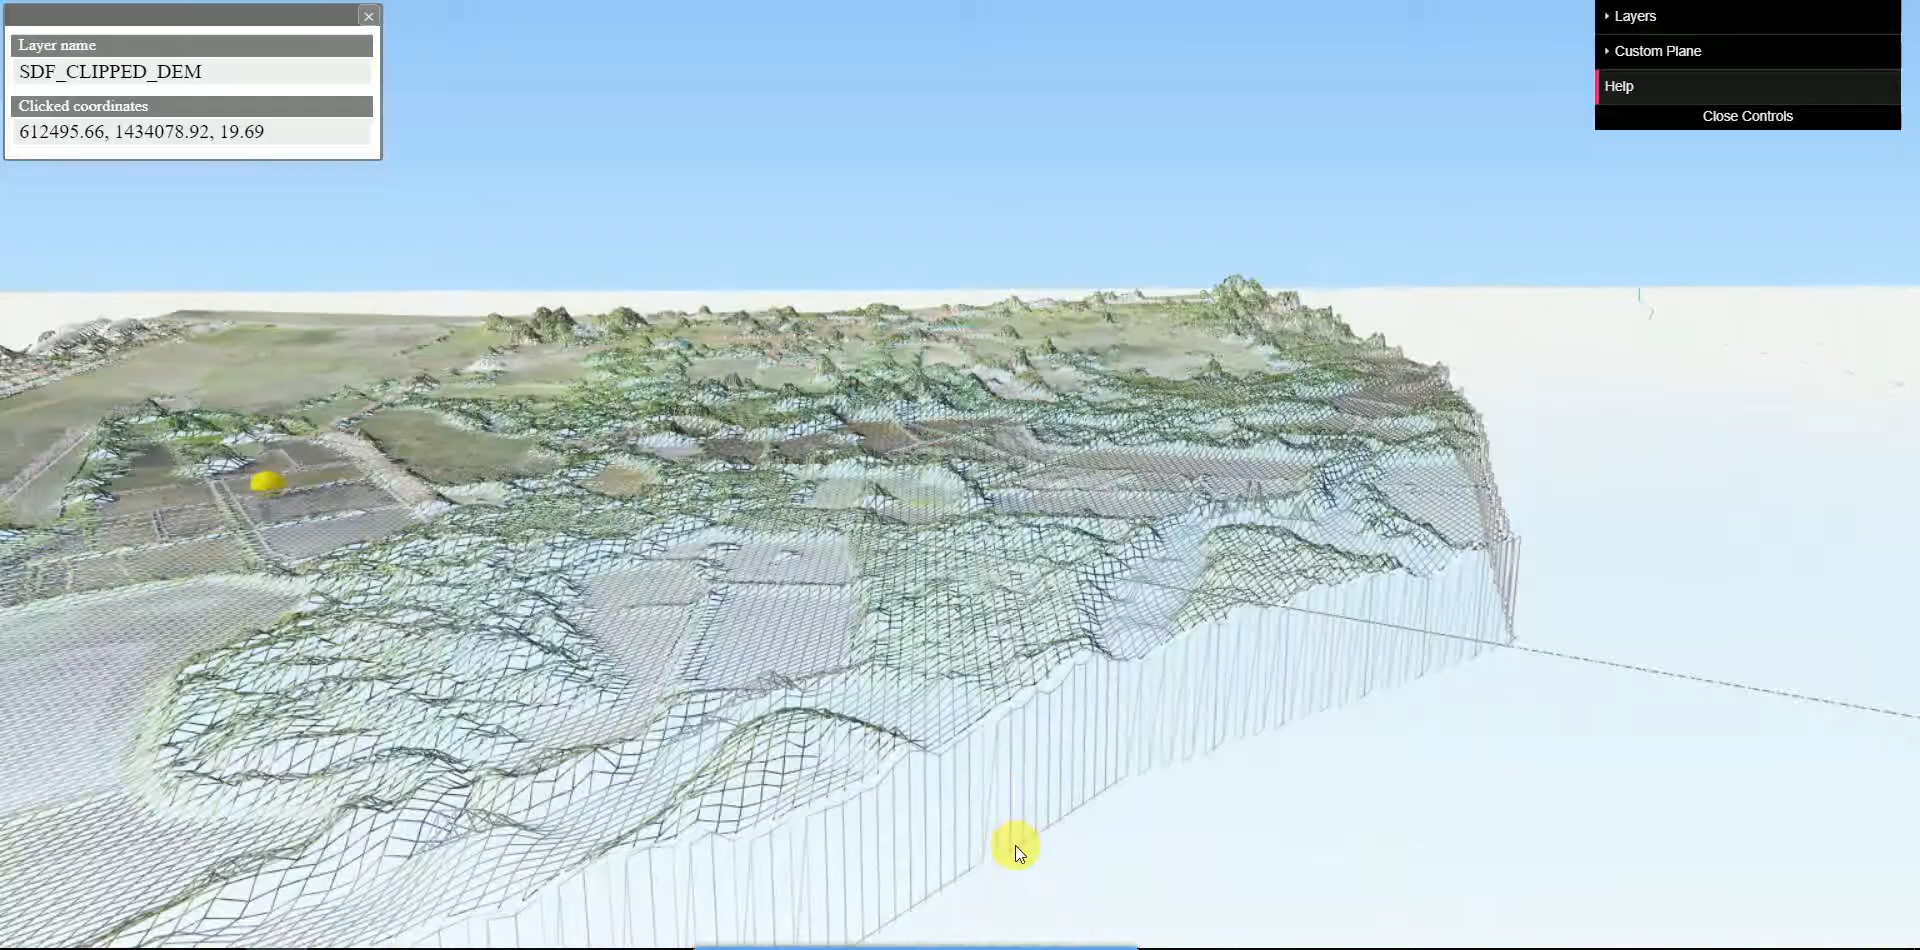 Layer name
SDF_CLIPPED_DEM
Clicked coordinates
612495.66, 1434078.92, 19.69
Layers
Custom Plane
Help
Close Controls